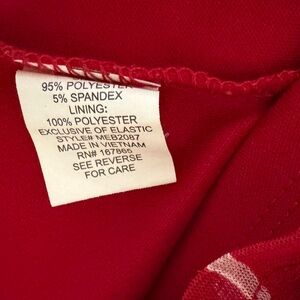 95% POLYESTER
5% SPANDEX
LINING:
100% POLYESTER
EXCLUSIVE OF ELASTIC
STYLE# MEB2087
MADE IN VIETNAM
RN# 167865
SEE REVERSE
FOR CARE